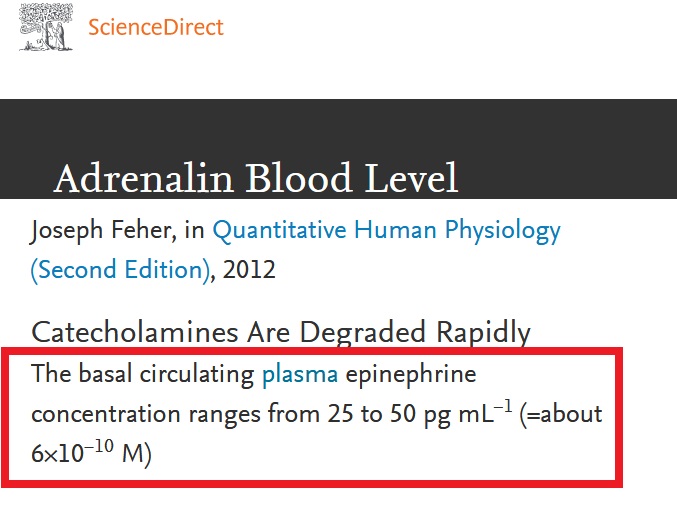 ScienceDirect
Adrenalin Blood Level
Joseph Feher, in Quantitative Human Physiology
(Second Edition), 2012
Catecholamines Are Degraded Rapidly
The basal circulating plasma epinephrine
concentration ranges from 25 to 50 pg mL⁻¹ (=about
6×10⁻¹⁰ M)